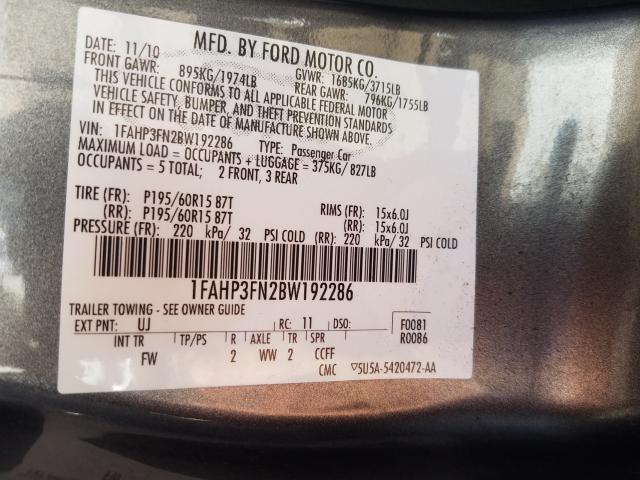 MFD. BY FORD MOTOR CO.
DATE: 11/10 GVWR: 1685KG/3715LB
FRONT GAWR: 895KG/1974LB REAR GAWR: 796KG/1755LB
THIS VEHICLE CONFORMS TO ALL APPLICABLE FEDERAL MOTOR
VEHICLE SAFETY, BUMPER, AND THEFT PREVENTION STANDARDS
IN EFFECT ON THE DATE OF MANUFACTURE SHOWN ABOVE.
VIN: 1FAHP3FN2BW192286 TYPE: Passenger Car
MAXIMUM LOAD = OCCUPANTS + LUGGAGE = 375KG/827LB
OCCUPANTS = 5 TOTAL; 2 FRONT, 3 REAR
TIRE (FR): P195/60R15 87T RIMS (FR): 15x6.0J
(RR): P195/60R15 87T (RR): 15x6.0J
PRESSURE (FR): 220 kPa/32 PSI COLD (RR): 220 kPa/32 PSI COLD
1FAHP3FN2BW192286
TRAILER TOWING - SEE OWNER GUIDE
EXT PNT: UJ RC: 11 DSO: F0081
R0086
INT TR TP/PS R AXLE TR SPR
FW 2 WW 2 CCFF
CMC ▽5U5A-5420472-AA